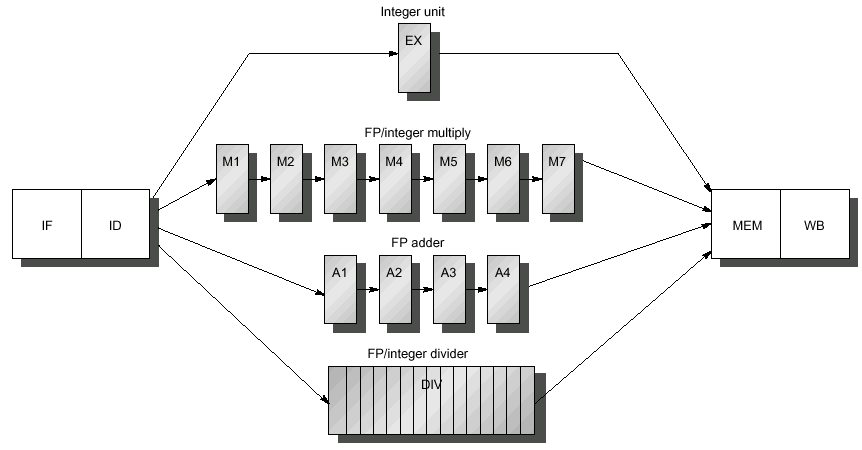 Integer unit
EX
FP/integer multiply
M1 M2 M3 M4 M5 M6 M7
IF ID
MEM WB
FP adder
A1 A2 A3 A4
FP/integer divider
DIV